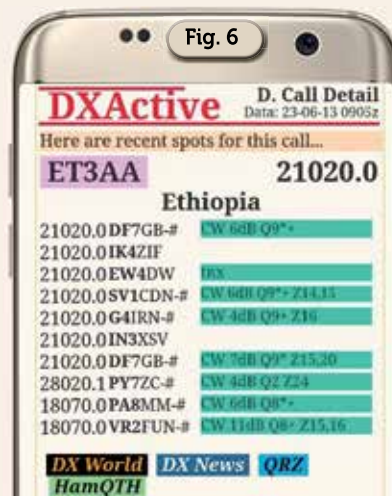 Fig. 6
DXActive
D. Call Detail
Data: 23-06-13 0905z
Here are recent spots for this call...
ET3AA 21020.0
Ethiopia
21020.0 DF7GB-# CW 6dB Q9*+
21020.0 IK4ZIF
21020.0 EW4DW
21020.0 SV1CDN-# CW 6dB Q9*+ Z14,15
21020.0 G4IRN-# CW 4dB Q9+ Z16
21020.0 IN3XSV
21020.0 DF7GB-# CW 7dB Q9* Z15,20
28020.1 PY7ZC-# CW 4dB Q2 Z24
18070.0 PA8MM-# CW 6dB Q8*+
18070.0 VR2FUN-# CW 11dB Q8+ Z15,16
DX World DX News QRZ
HamQTH